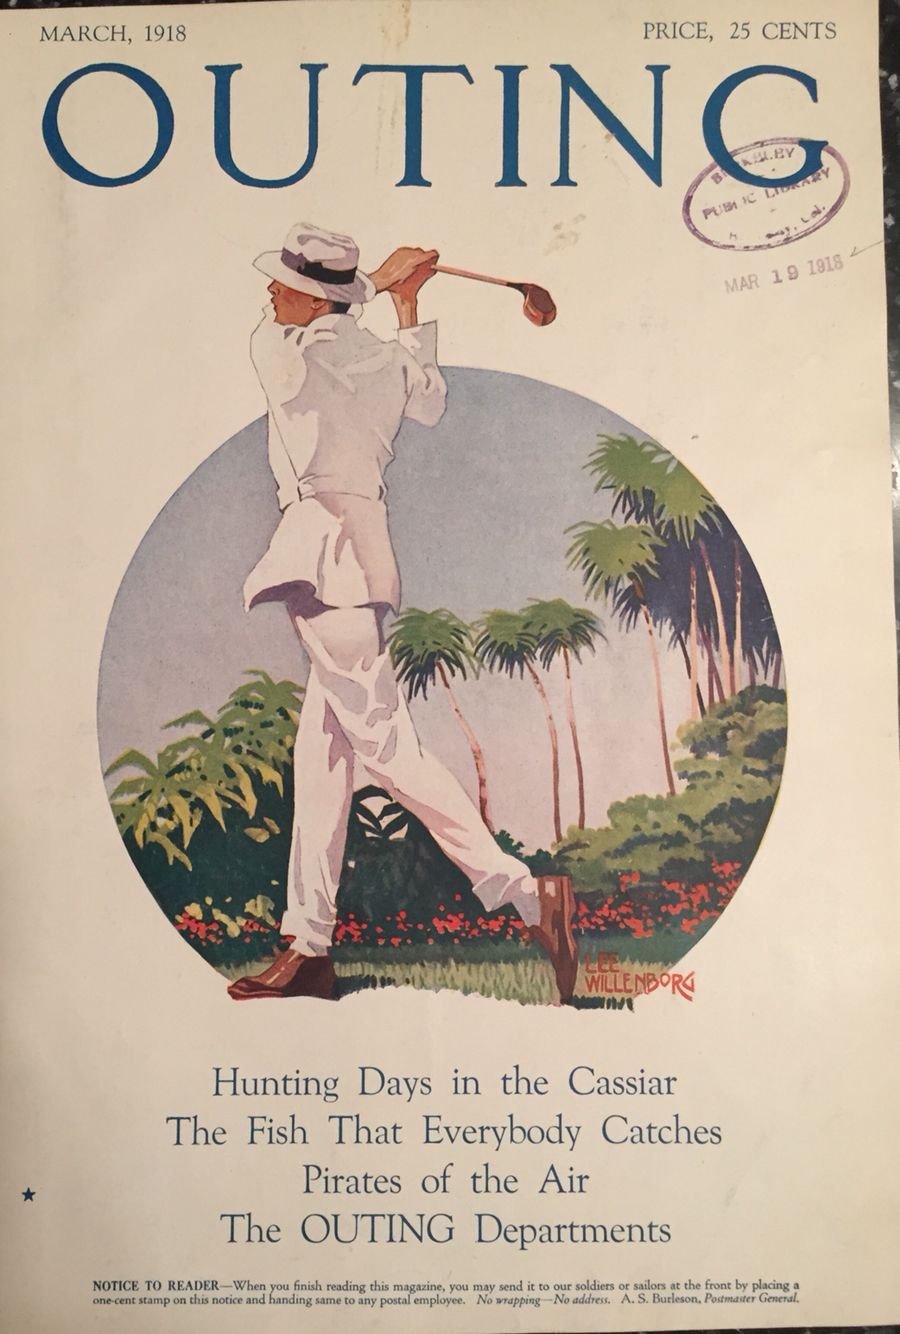 MARCH, 1918
PRICE, 25 CENTS
OUTING
PUBLIC LIBRARY
MAR 19 1918
LEE
WILLENBORG
Hunting Days in the Cassiar
The Fish That Everybody Catches
Pirates of the Air
The OUTING Departments
NOTICE TO READER—When you finish reading this magazine, you may send it to our soldiers or sailors at the front by placing a
one-cent stamp on this notice and handing same to any postal employee. No wrapping—No address. A. S. Burleson, Postmaster General.